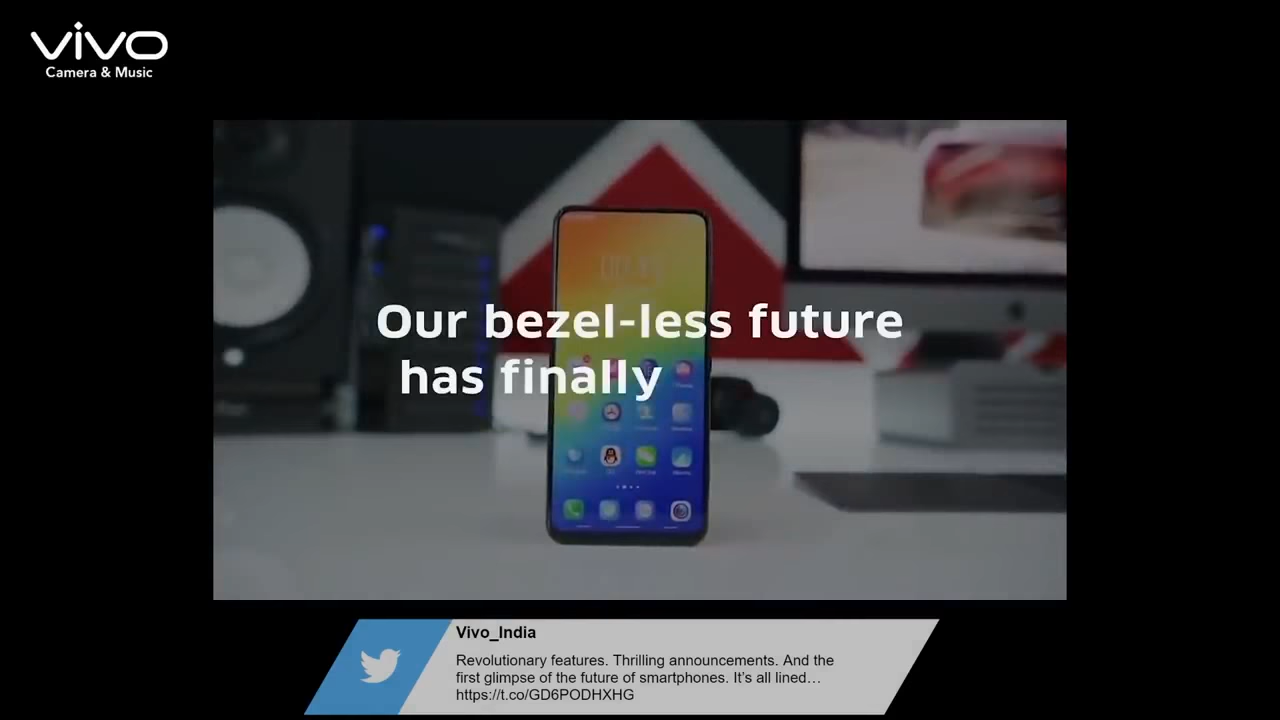 vivo
Camera & Music
Our bezel-less future
has finally
Vivo_India
Revolutionary features. Thrilling announcements. And the
first glimpse of the future of smartphones. It’s all lined…
https://t.co/GD6PODHXHG